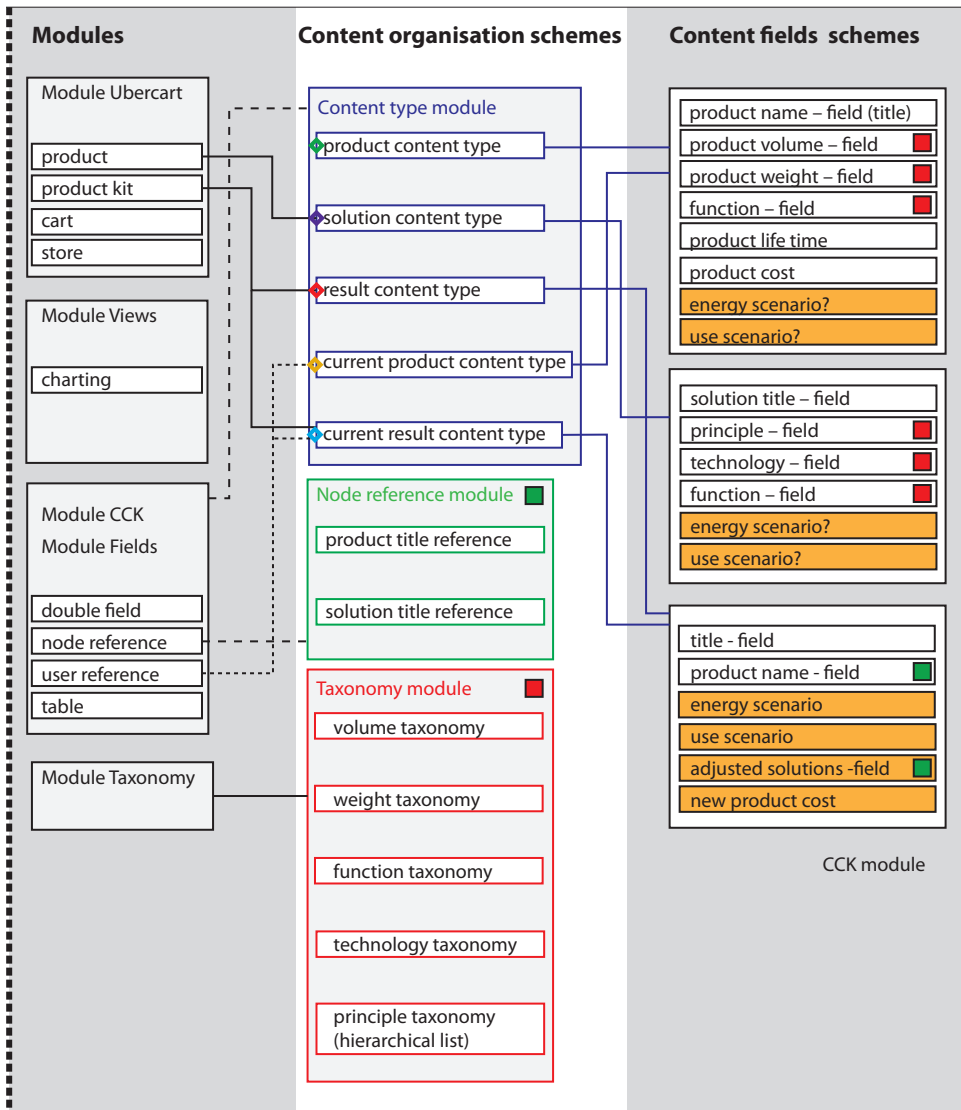 Modules
Module Ubercart
product
product kit
cart
store
Module Views
charting
Module CCK
Module Fields
double field
node reference
user reference
table
Module Taxonomy
Content organisation schemes
Content type module
product content type
solution content type
result content type
current product content type
current result content type
Node reference module
product title reference
solution title reference
Taxonomy module
volume taxonomy
weight taxonomy
function taxonomy
technology taxonomy
principle taxonomy
(hierarchical list)
Content fields schemes
product name – field (title)
product volume – field
product weight – field
function – field
product life time
product cost
energy scenario?
use scenario?
solution title – field
principle – field
technology – field
function – field
energy scenario?
use scenario?
title - field
product name - field
energy scenario
use scenario
adjusted solutions -field
new product cost
CCK module